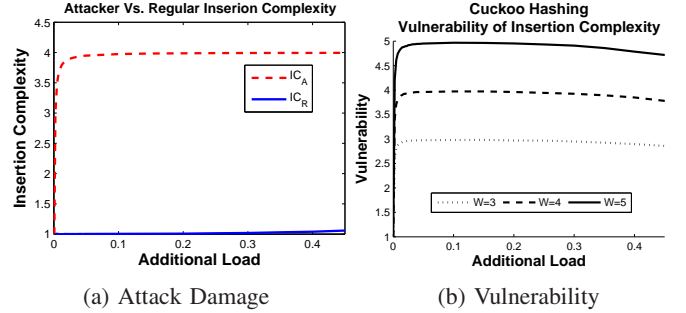 Attacker Vs. Regular Inserion Complexity
Insertion Complexity
5
4.5
4
3.5
3
2.5
2
1.5
1
IC_A
IC_R
0
0.1
0.2
0.3
0.4
Additional Load
(a) Attack Damage
Cuckoo Hashing
Vulnerability of Insertion Complexity
Vulnerability
5
4.5
4
3.5
3
2.5
2
1.5
1
W=3 W=4 W=5
0
0.1
0.2
0.3
0.4
Additional Load
(b) Vulnerability